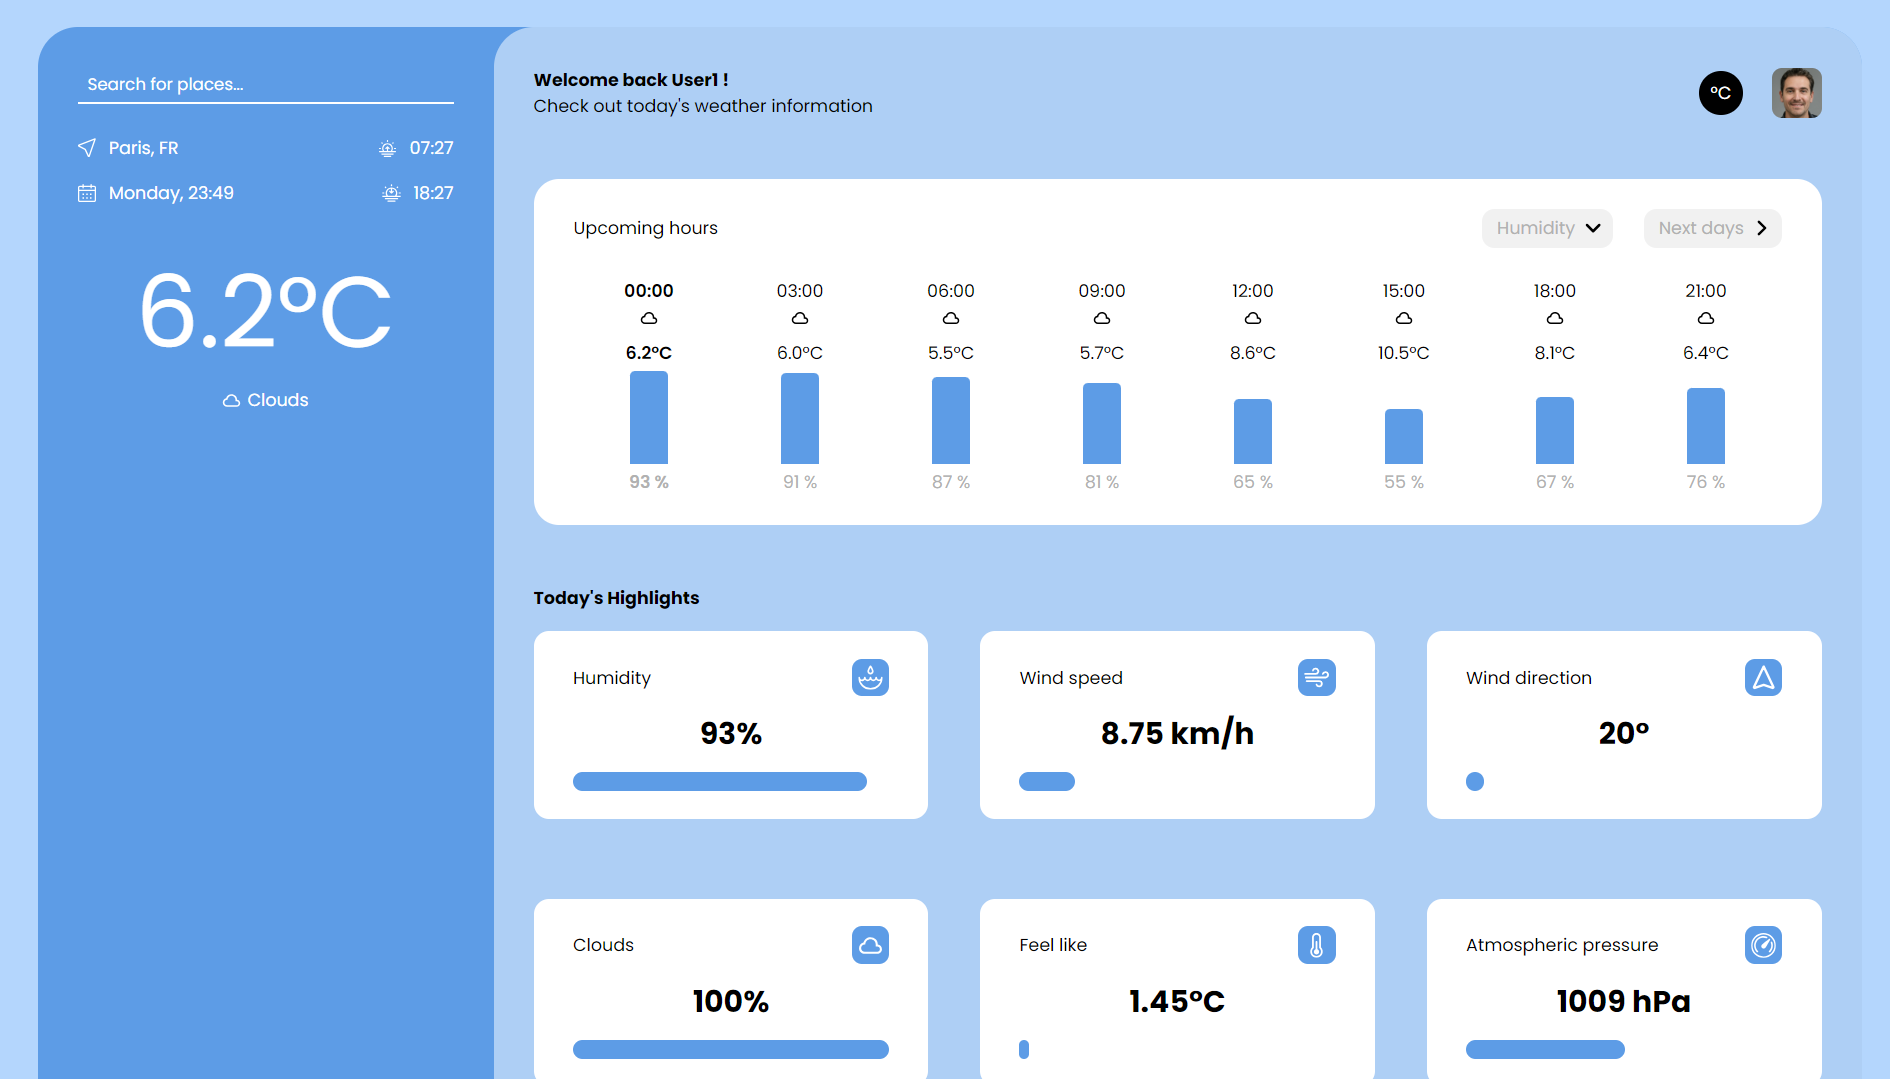 Search for places...
Paris, FR 07:27
Monday, 23:49 18:27
6.2°C
Clouds
Welcome back User1 !
Check out today's weather information
°C
Upcoming hours Humidity Next days
00:00 03:00 06:00 09:00 12:00 15:00 18:00 21:00
6.2°C 6.0°C 5.5°C 5.7°C 8.6°C 10.5°C 8.1°C 6.4°C
93 % 91 % 87 % 81 % 65 % 55 % 67 % 76 %
Today's Highlights
Humidity
93%
Wind speed
8.75 km/h
Wind direction
20°
Clouds
100%
Feel like
1.45°C
Atmospheric pressure
1009 hPa